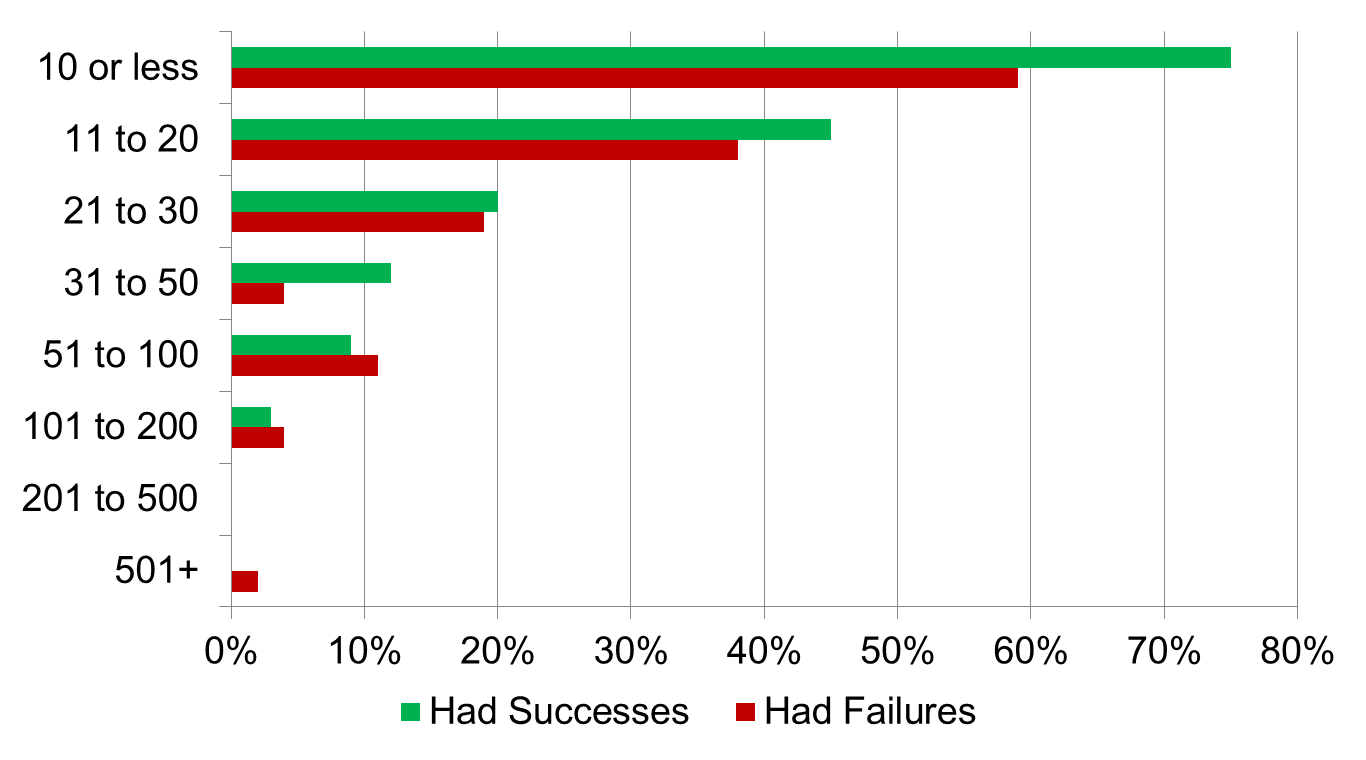 10 or less
11 to 20
21 to 30
31 to 50
51 to 100
101 to 200
201 to 500
501+
0% 10% 20% 30% 40% 50% 60% 70% 80%
Had Successes Had Failures